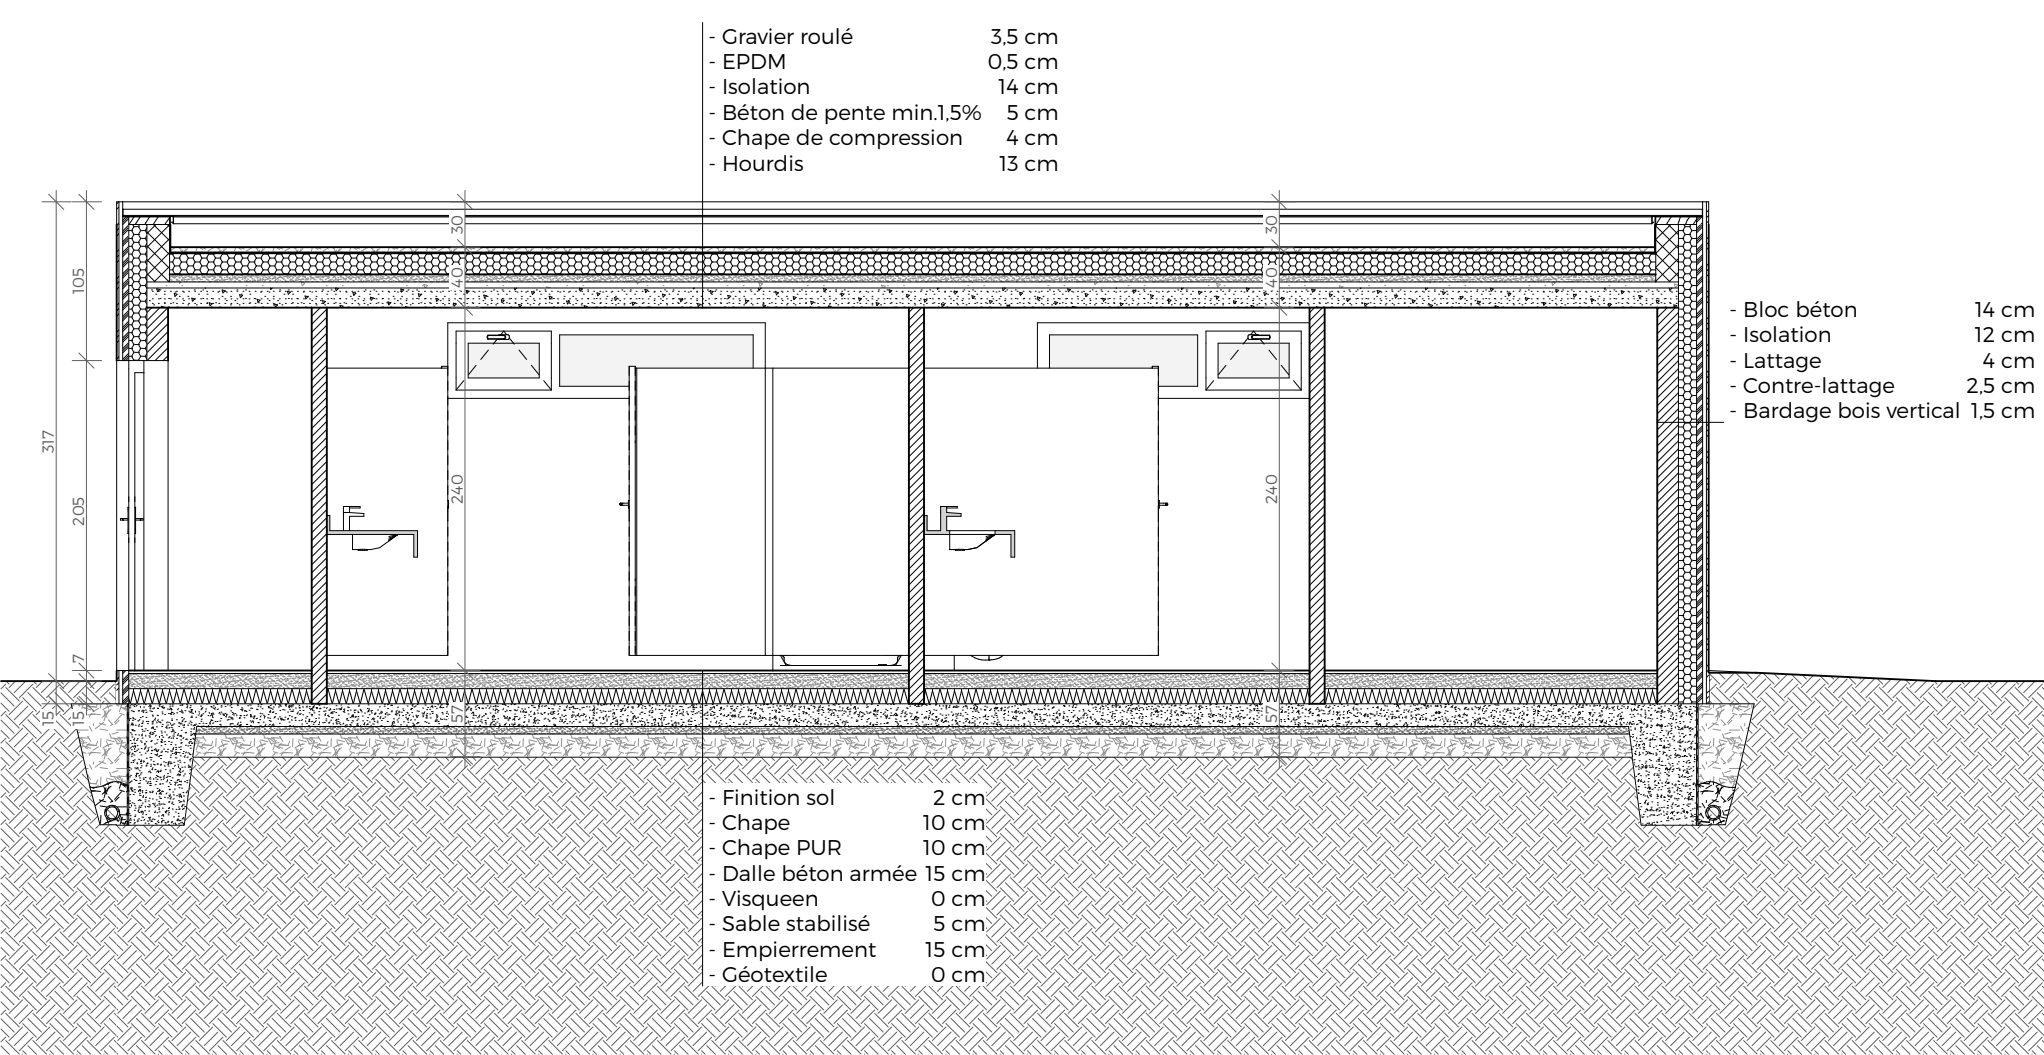 - Gravier roulé 3,5 cm
- EPDM 0,5 cm
- Isolation 14 cm
- Béton de pente min.1,5% 5 cm
- Chape de compression 4 cm
- Hourdis 13 cm
30
30
40
40
105
- Bloc béton 14 cm
- Isolation 12 cm
- Lattage 4 cm
- Contre-lattage 2,5 cm
- Bardage bois vertical 1,5 cm
317
205
240
240
7
15
15
57
57
- Finition sol 2 cm
- Chape 10 cm
- Chape PUR 10 cm
- Dalle béton armée 15 cm
- Visqueen 0 cm
- Sable stabilisé 5 cm
- Empierrement 15 cm
- Géotextile 0 cm